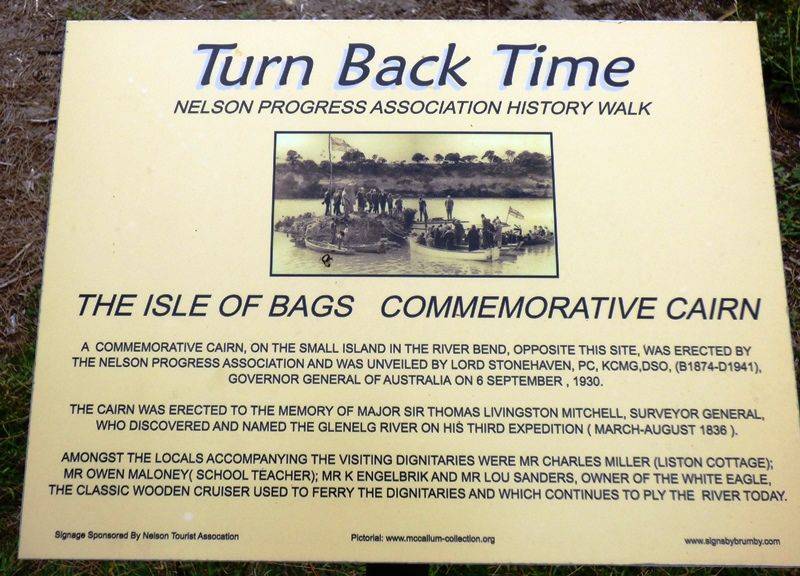 Turn Back Time
NELSON PROGRESS ASSOCIATION HISTORY WALK
THE ISLE OF BAGS COMMEMORATIVE CAIRN
A COMMEMORATIVE CAIRN, ON THE SMALL ISLAND IN THE RIVER BEND, OPPOSITE THIS SITE, WAS ERECTED BY
THE NELSON PROGRESS ASSOCIATION AND WAS UNVEILED BY LORD STONEHAVEN, PC, KCMG,DSO, (B1874-D1941),
GOVERNOR GENERAL OF AUSTRALIA ON 6 SEPTEMBER , 1930.
THE CAIRN WAS ERECTED TO THE MEMORY OF MAJOR SIR THOMAS LIVINGSTON MITCHELL, SURVEYOR GENERAL,
WHO DISCOVERED AND NAMED THE GLENELG RIVER ON HIS THIRD EXPEDITION ( MARCH-AUGUST 1836 ).
AMONGST THE LOCALS ACCOMPANYING THE VISITING DIGNITARIES WERE MR CHARLES MILLER (LISTON COTTAGE);
MR OWEN MALONEY( SCHOOL TEACHER); MR K ENGELBRIK AND MR LOU SANDERS, OWNER OF THE WHITE EAGLE,
THE CLASSIC WOODEN CRUISER USED TO FERRY THE DIGNITARIES AND WHICH CONTINUES TO PLY THE RIVER TODAY.
Signage Sponsored By Nelson Tourist Assocation Pictorial: www.mccallum-collection.org www.signsbybrumby.com